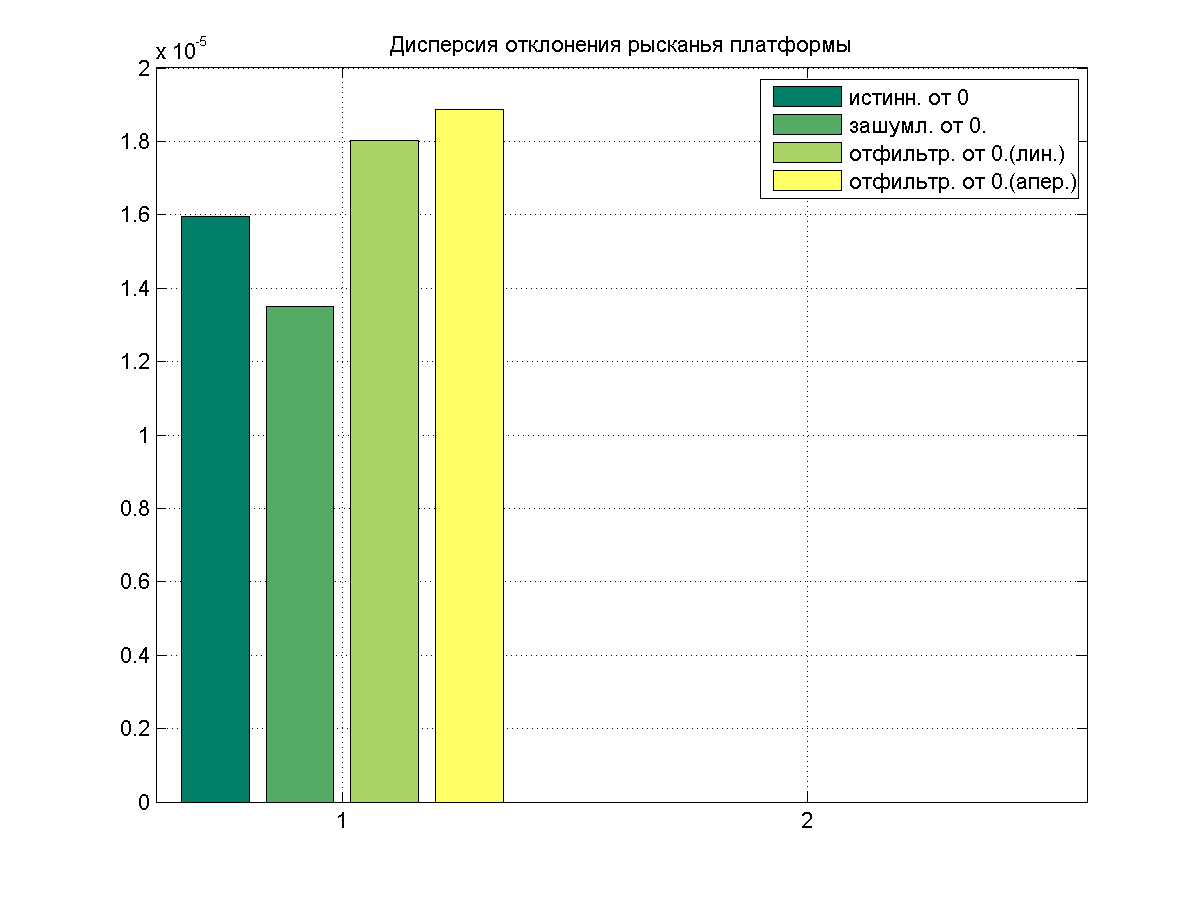 Дисперсия отклонения рысканья платформы
x 10^-5
2
1.8
1.6
1.4
1.2
1
0.8
0.6
0.4
0.2
0
1
2
истинн. от 0
зашумл. от 0.
отфильтр. от 0.(лин.)
отфильтр. от 0.(апер.)